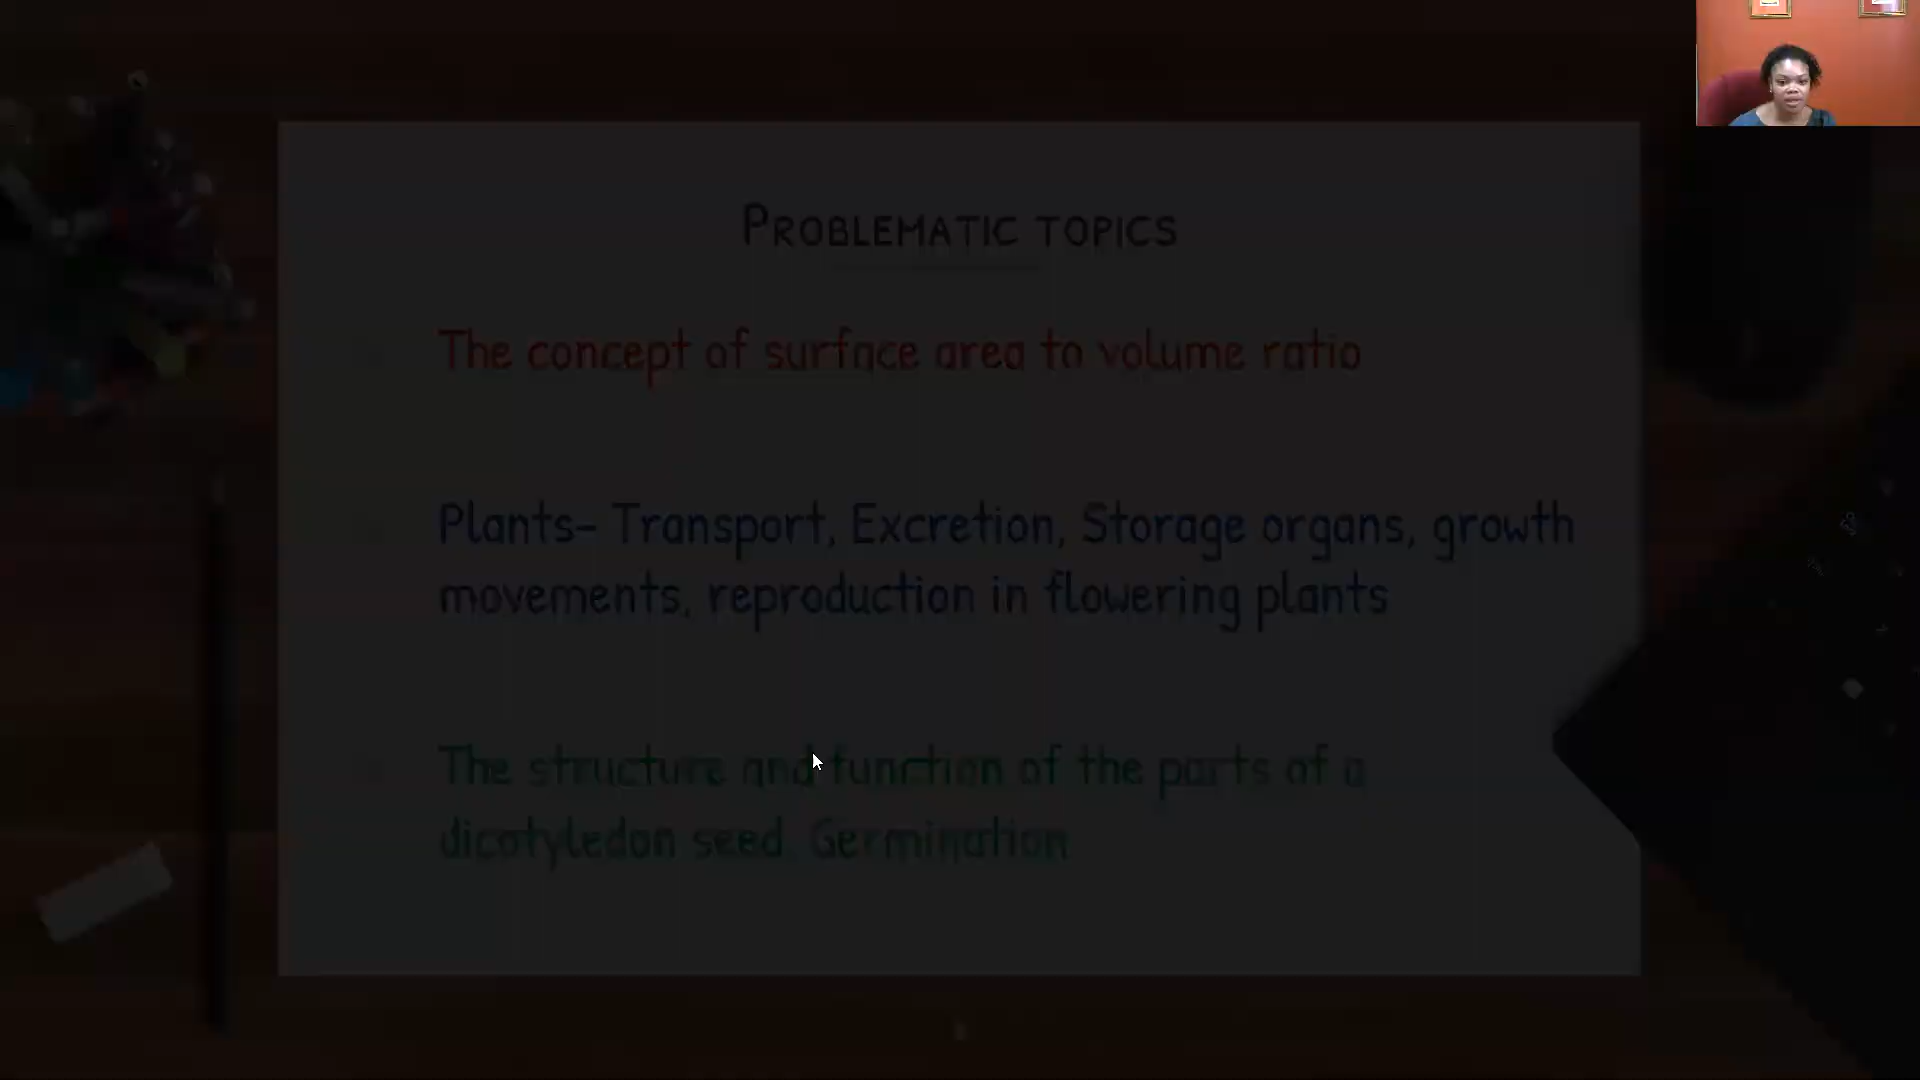 PROBLEMATIC TOPICS
The concept of surface area to volume ratio
Plants- Transport, Excretion, Storage organs, growth
movements, reproduction in flowering plants
The structure and function of the parts of a
dicotyledon seed. Germination